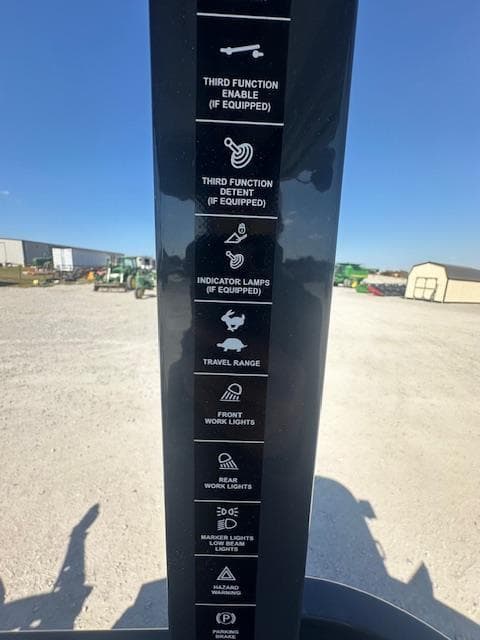 THIRD FUNCTION
ENABLE
(IF EQUIPPED)
THIRD FUNCTION
DETENT
(IF EQUIPPED)
INDICATOR LAMPS
(IF EQUIPPED)
TRAVEL RANGE
FRONT
WORK LIGHTS
REAR
WORK LIGHTS
MARKER LIGHTS
LOW BEAM
LIGHTS
HAZARD
WARNING
P
PARKING
BRAKE